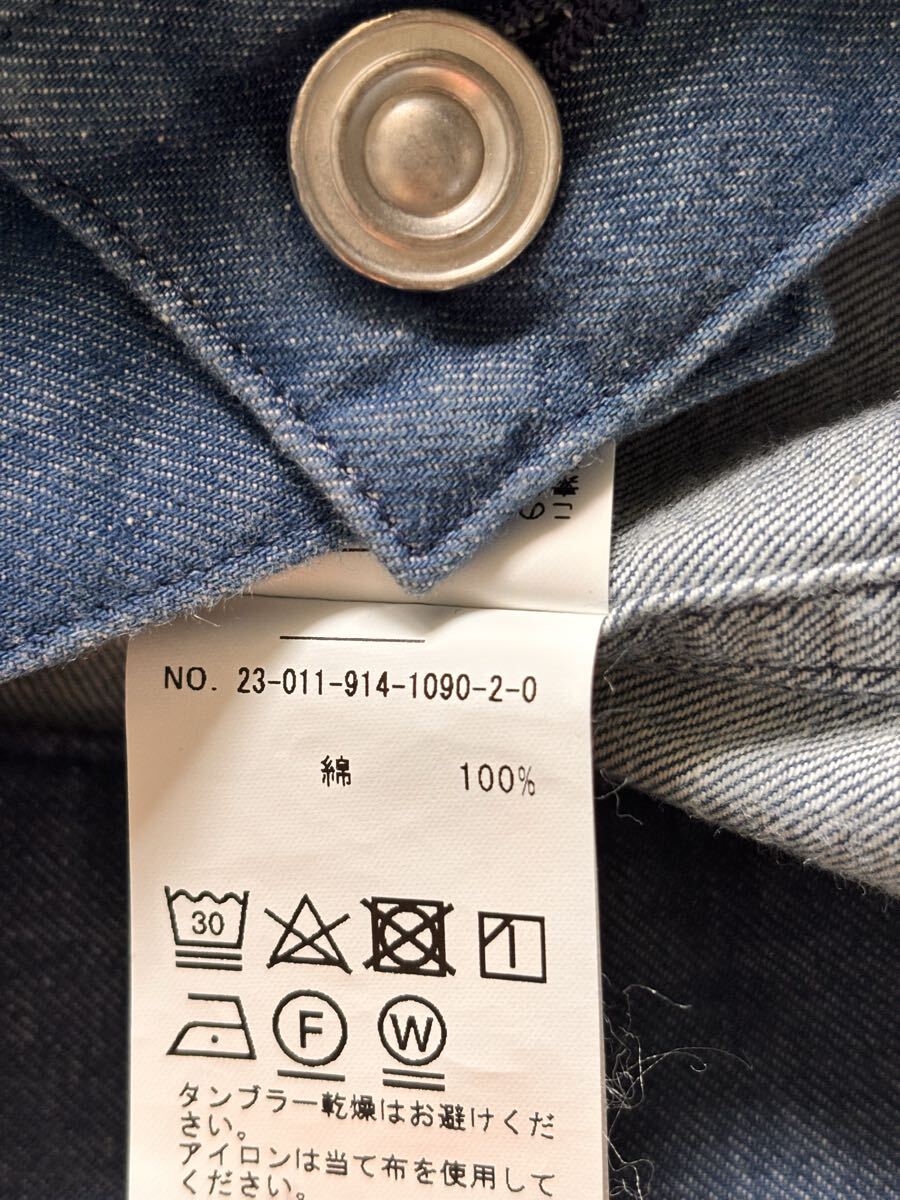 NO. 23-011-914-1090-2-0
綿 100%
30
F W
タンブラー乾燥はお避けくだ
さい。
アイロンは当て布を使用して
ください。